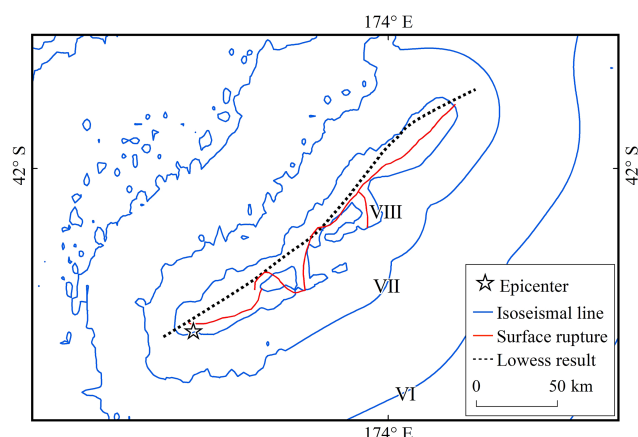 174° E
42° S
42° S
VIII
VII
VI
Epicenter
Isoseismal line
Surface rupture
Lowess result
0 50 km
174° E